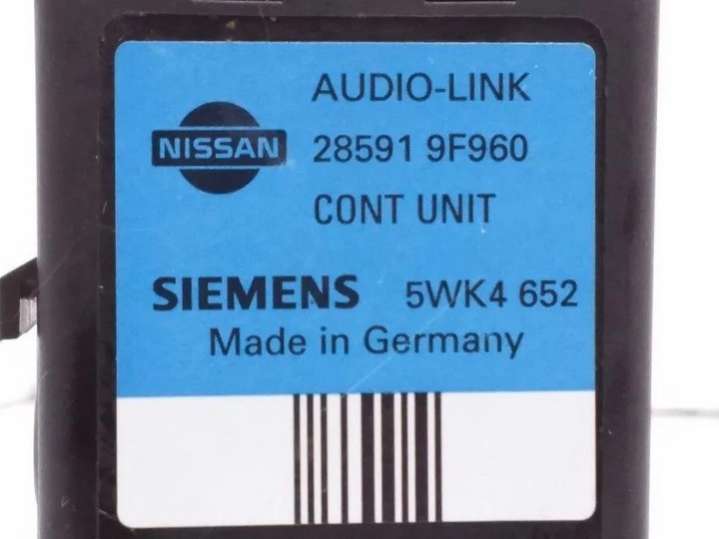 AUDIO-LINK
NISSAN 28591 9F960
CONT UNIT
SIEMENS 5WK4 652
Made in Germany